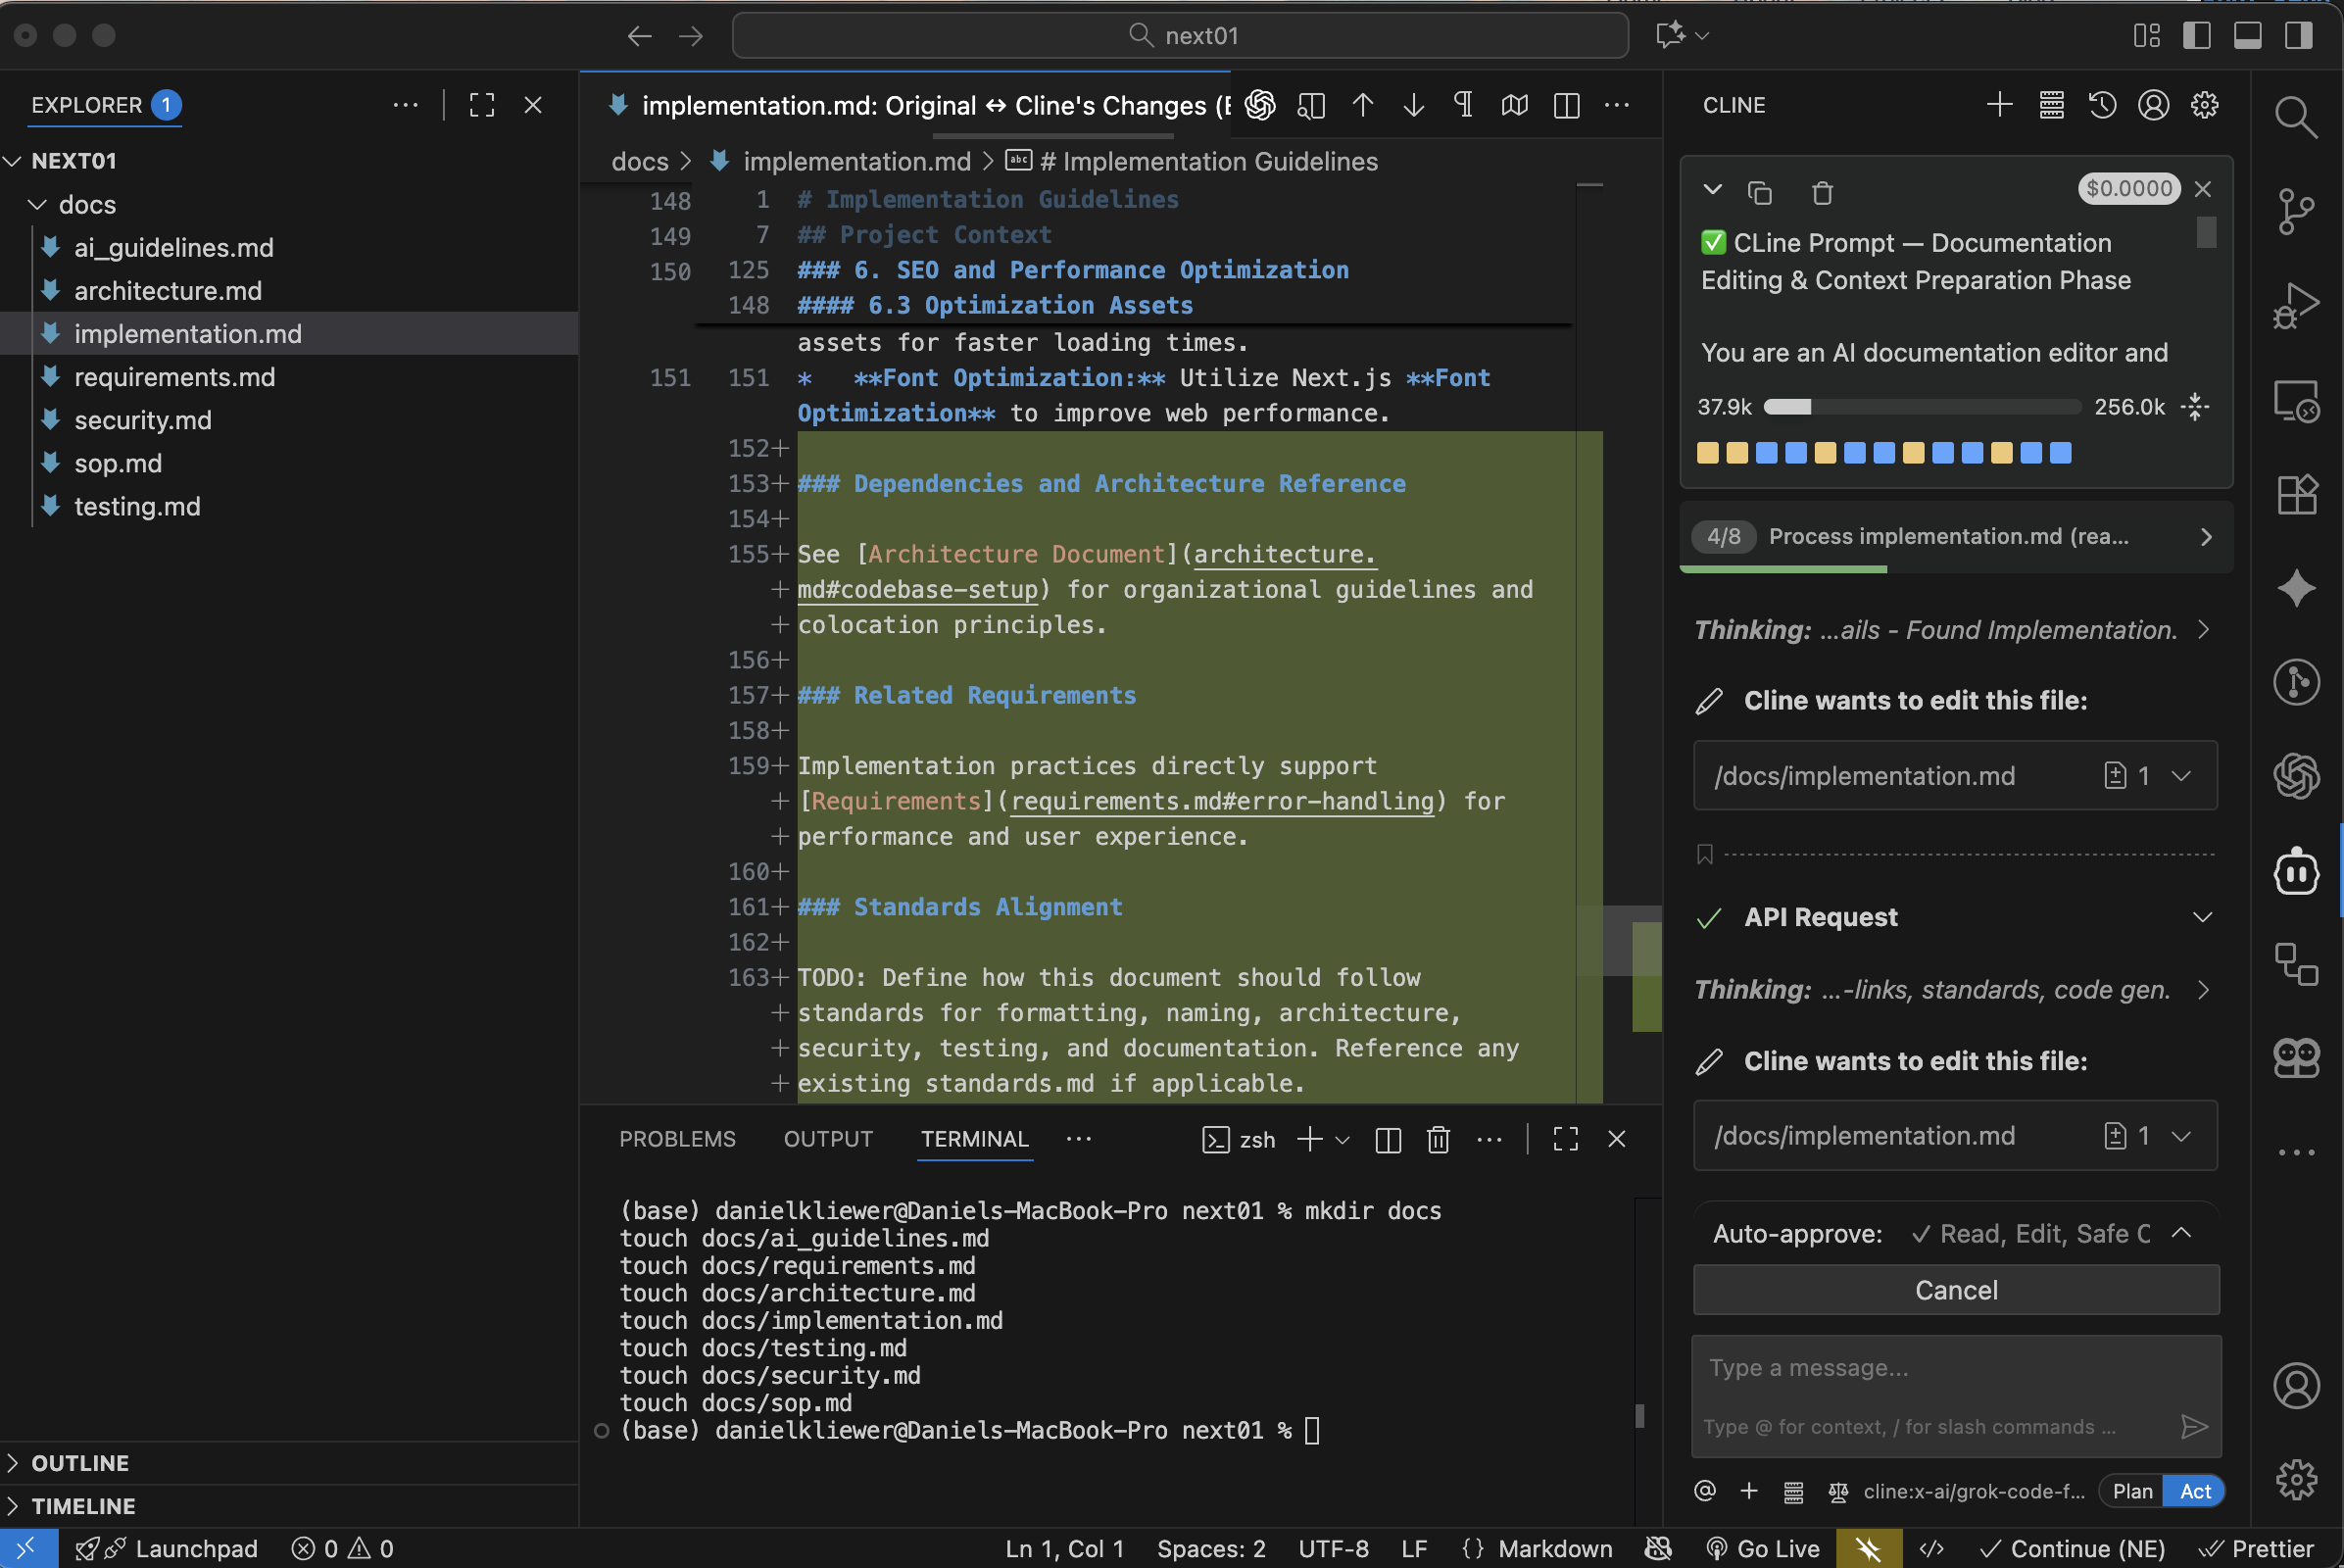 next01
EXPLORER 1
NEXT01
docs
ai_guidelines.md
architecture.md
implementation.md
requirements.md
security.md
sop.md
testing.md
OUTLINE
TIMELINE
implementation.md: Original ↔ Cline's Changes (E
docs > implementation.md > # Implementation Guidelines
148 1 # Implementation Guidelines
149 7 ## Project Context
150 125 ### 6. SEO and Performance Optimization
148 #### 6.3 Optimization Assets
assets for faster loading times.
151 151 *   **Font Optimization:** Utilize Next.js **Font
Optimization** to improve web performance.
152+
153+ ### Dependencies and Architecture Reference
154+
155+ See [Architecture Document](architecture.
+ md#codebase-setup) for organizational guidelines and
+ colocation principles.
156+
157+ ### Related Requirements
158+
159+ Implementation practices directly support
+ [Requirements](requirements.md#error-handling) for
+ performance and user experience.
160+
161+ ### Standards Alignment
162+
163+ TODO: Define how this document should follow
+ standards for formatting, naming, architecture,
+ security, testing, and documentation. Reference any
+ existing standards.md if applicable.
PROBLEMS OUTPUT TERMINAL ... zsh
(base) danielkliewer@Daniels-MacBook-Pro next01 % mkdir docs
touch docs/ai_guidelines.md
touch docs/requirements.md
touch docs/architecture.md
touch docs/implementation.md
touch docs/testing.md
touch docs/security.md
touch docs/sop.md
(base) danielkliewer@Daniels-MacBook-Pro next01 %
CLINE
$0.0000
✅ CLine Prompt — Documentation
Editing & Context Preparation Phase
You are an AI documentation editor and
37.9k 256.0k
4/8 Process implementation.md (rea...
Thinking: ...ails - Found Implementation.
Cline wants to edit this file:
/docs/implementation.md 1
API Request
Thinking: ...-links, standards, code gen.
Cline wants to edit this file:
/docs/implementation.md 1
Auto-approve: ✓ Read, Edit, Safe C
Cancel
Type a message...
Type @ for context, / for slash commands ...
@ + cline:x-ai/grok-code-f... Plan Act
Launchpad 0 0 Ln 1, Col 1 Spaces: 2 UTF-8 LF {} Markdown Go Live </> Continue (NE) Prettier